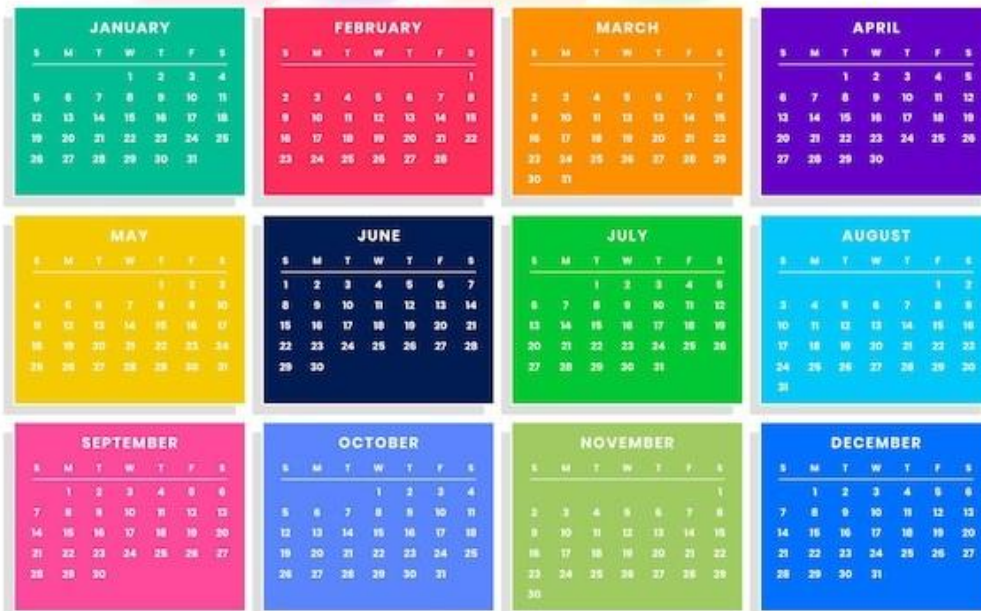 JANUARY
S M T W T F S
1 2 3 4
5 6 7 8 9 10 11
12 13 14 15 16 17 18
19 20 21 22 23 24 25
26 27 28 29 30 31
FEBRUARY
S M T W T F S
1
2 3 4 5 6 7 8
9 10 11 12 13 14 15
16 17 18 19 20 21 22
23 24 25 26 27 28
MARCH
S M T W T F S
1
2 3 4 5 6 7 8
9 10 11 12 13 14 15
16 17 18 19 20 21 22
23 24 25 26 27 28 29
30 31
APRIL
S M T W T F S
1 2 3 4 5
6 7 8 9 10 11 12
13 14 15 16 17 18 19
20 21 22 23 24 25 26
27 28 29 30
MAY
S M T W T F S
1 2 3
4 5 6 7 8 9 10
11 12 13 14 15 16 17
18 19 20 21 22 23 24
25 26 27 28 29 30 31
JUNE
S M T W T F S
1 2 3 4 5 6 7
8 9 10 11 12 13 14
15 16 17 18 19 20 21
22 23 24 25 26 27 28
29 30
JULY
S M T W T F S
1 2 3 4 5
6 7 8 9 10 11 12
13 14 15 16 17 18 19
20 21 22 23 24 25 26
27 28 29 30 31
AUGUST
S M T W T F S
1 2
3 4 5 6 7 8 9
10 11 12 13 14 15 16
17 18 19 20 21 22 23
24 25 26 27 28 29 30
31
SEPTEMBER
S M T W T F S
1 2 3 4 5 6
7 8 9 10 11 12 13
14 15 16 17 18 19 20
21 22 23 24 25 26 27
28 29 30
OCTOBER
S M T W T F S
1 2 3 4
5 6 7 8 9 10 11
12 13 14 15 16 17 18
19 20 21 22 23 24 25
26 27 28 29 30 31
NOVEMBER
S M T W T F S
1
2 3 4 5 6 7 8
9 10 11 12 13 14 15
16 17 18 19 20 21 22
23 24 25 26 27 28 29
30
DECEMBER
S M T W T F S
1 2 3 4 5 6
7 8 9 10 11 12 13
14 15 16 17 18 19 20
21 22 23 24 25 26 27
28 29 30 31